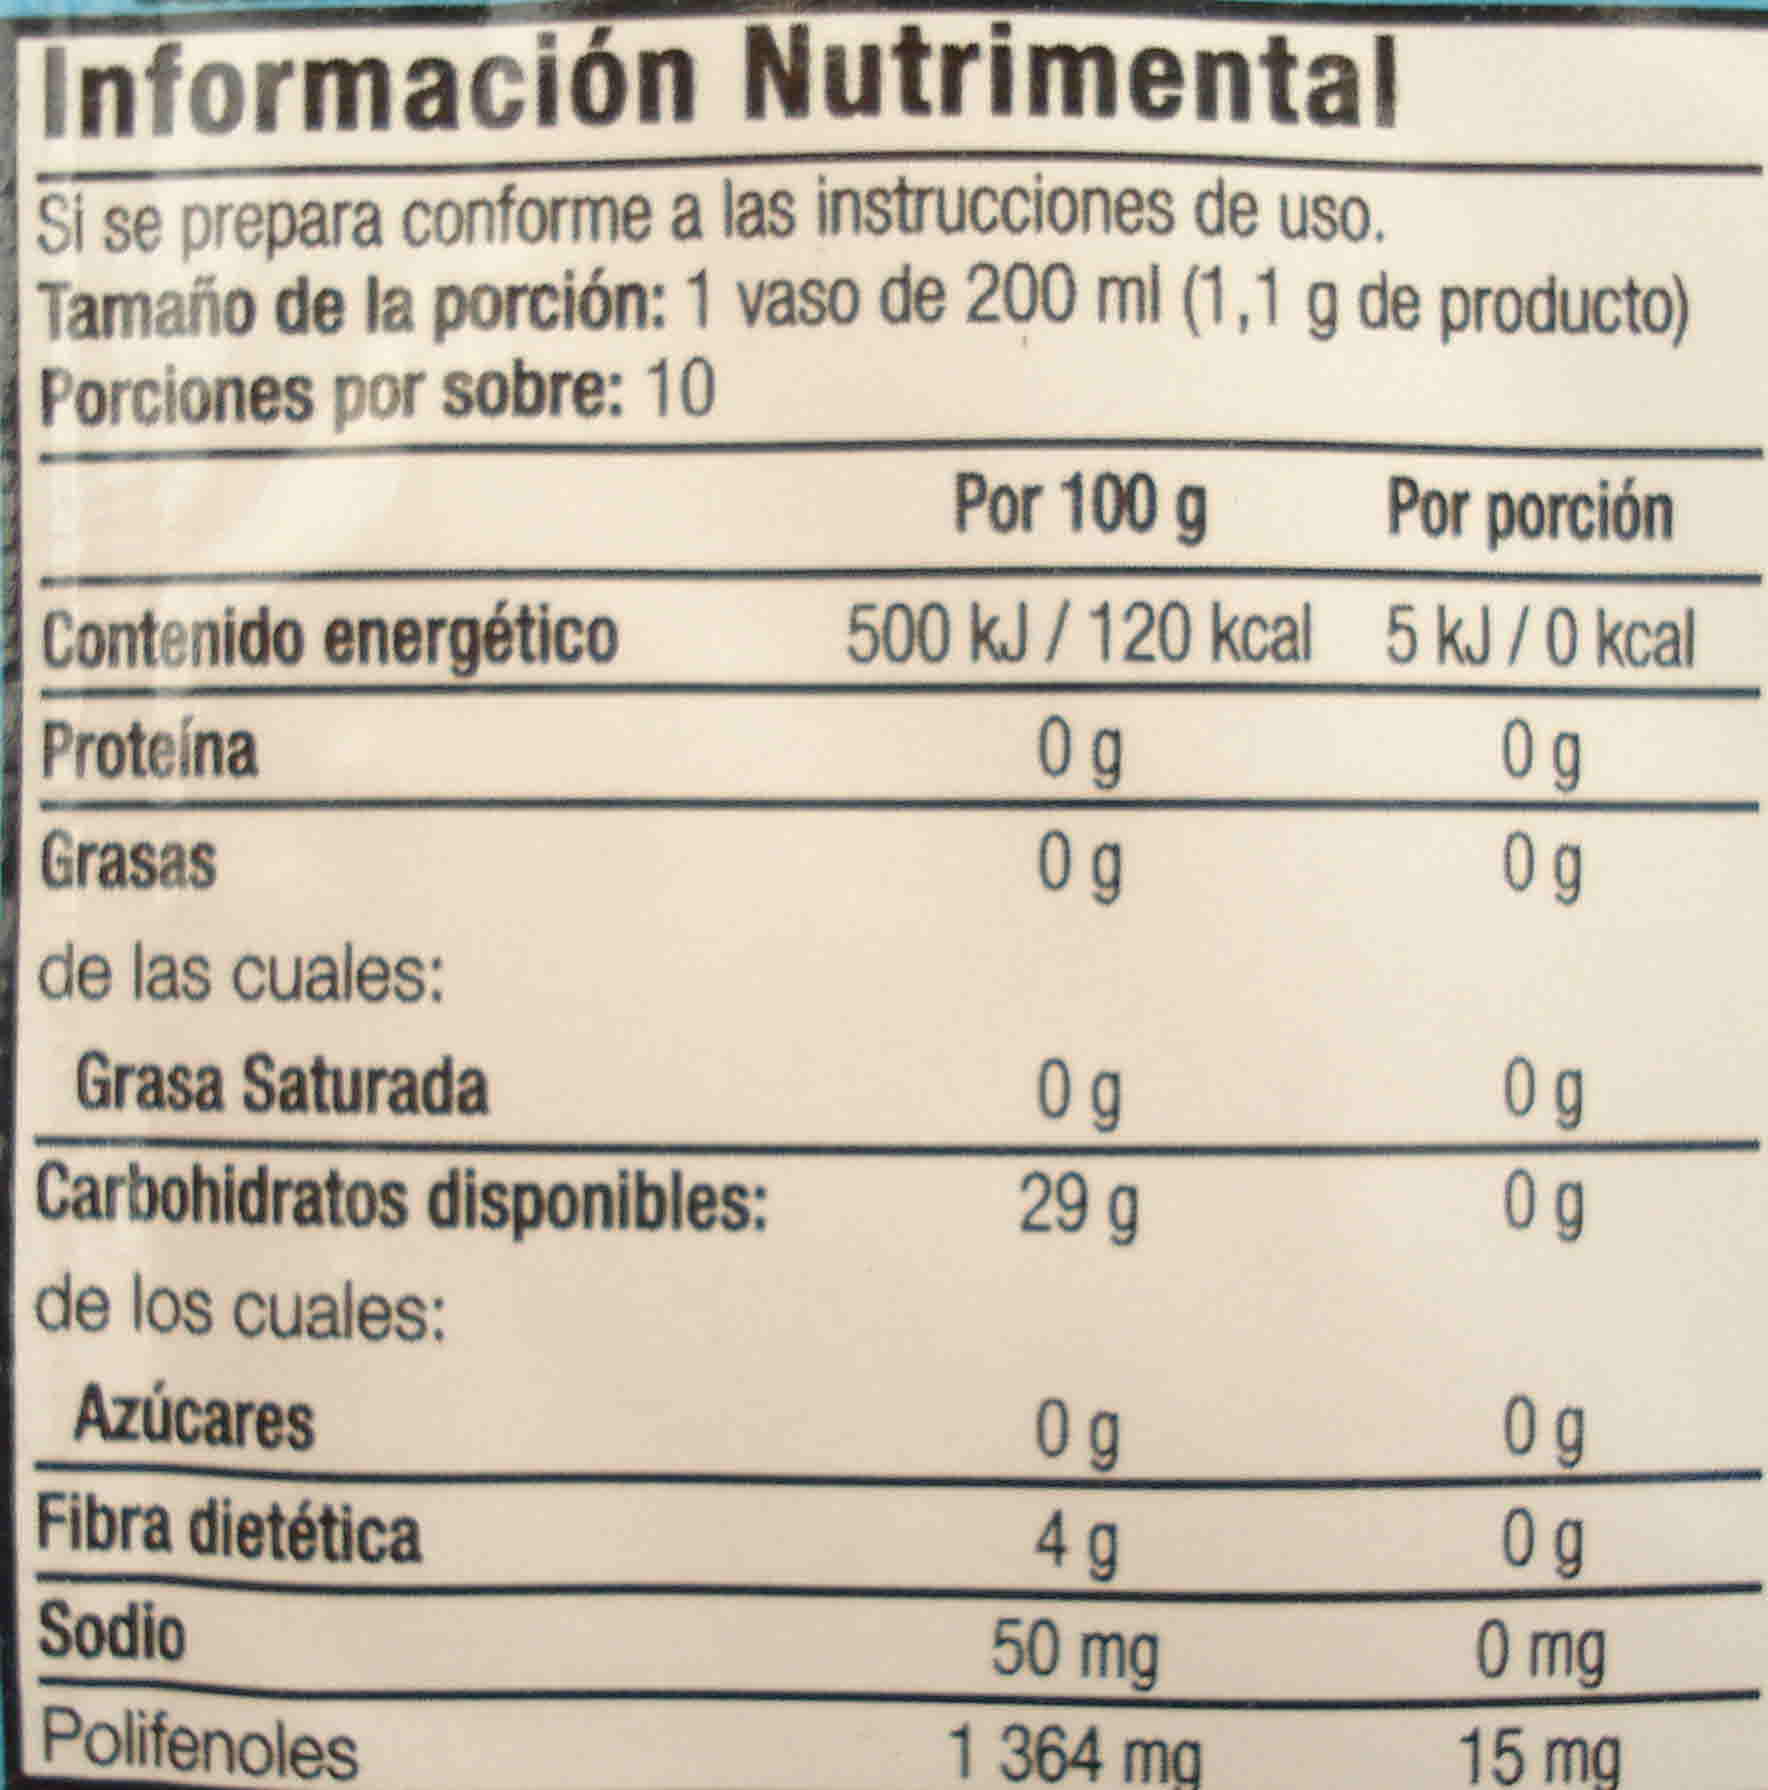 Información Nutrimental
Si se prepara conforme a las instrucciones de uso.
Tamaño de la porción: 1 vaso de 200 ml (1,1 g de producto)
Porciones por sobre: 10
Por 100 g Por porción
Contenido energético 500 kJ / 120 kcal 5 kJ / 0 kcal
Proteína 0 g 0 g
Grasas 0 g 0 g
de las cuales:
Grasa Saturada 0 g 0 g
Carbohidratos disponibles: 29 g 0 g
de los cuales:
Azúcares 0 g 0 g
Fibra dietética 4 g 0 g
Sodio 50 mg 0 mg
Polifenoles 1 364 mg 15 mg